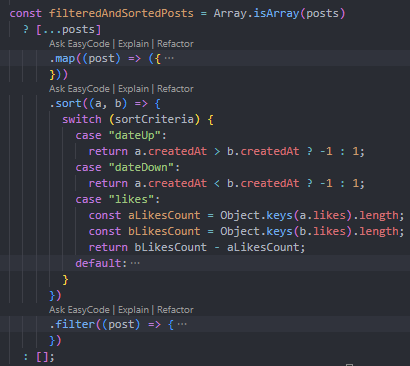 const filteredAndSortedPosts = Array.isArray(posts)
? [...posts]
Ask EasyCode | Explain | Refactor
.map((post) => ({ ···
}))
Ask EasyCode | Explain | Refactor
.sort((a, b) => {
switch (sortCriteria) {
case "dateUp":
return a.createdAt > b.createdAt ? -1 : 1;
case "dateDown":
return a.createdAt < b.createdAt ? -1 : 1;
case "likes":
const aLikesCount = Object.keys(a.likes).length;
const bLikesCount = Object.keys(b.likes).length;
return bLikesCount - aLikesCount;
default: ···
}
})
Ask EasyCode | Explain | Refactor
.filter((post) => { ···
})
: [];